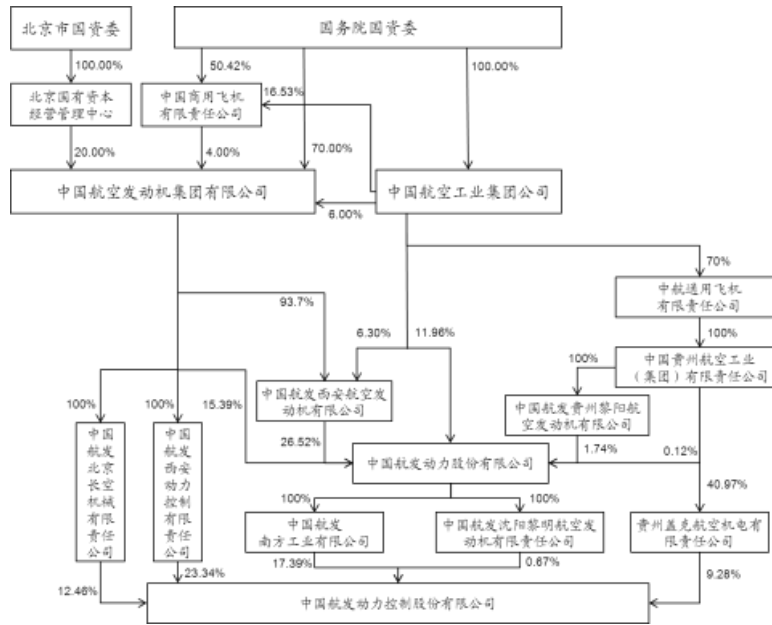 北京市国资委
国务院国资委
100.00%
50.42%
100.00%
北京国有资本
经营管理中心
中国商用飞机
有限责任公司
16.53%
20.00%
4.00%
70.00%
中国航空发动机集团有限公司
中国航空工业集团公司
6.00%
70%
中航通用飞机
有限责任公司
93.7%
6.30%
11.96%
100%
中国贵州航空工业
（集团）有限责任公司
100%
中国航发西安航空发
动机有限公司
中国航发贵州黎阳航
空发动机有限公司
100%
100%
15.39%
26.52%
1.74%
0.12%
中国航发动力股份有限公司
中国航发北京长空机械有限责任公司
中国航发西安动力控制有限责任公司
100%
100%
40.97%
中国航发
南方工业有限公司
中国航发沈阳黎明航空发
动机有限责任公司
贵州盖克航空机电有
限责任公司
17.39%
0.67%
9.28%
23.34%
12.46%
中国航发动力控制股份有限公司